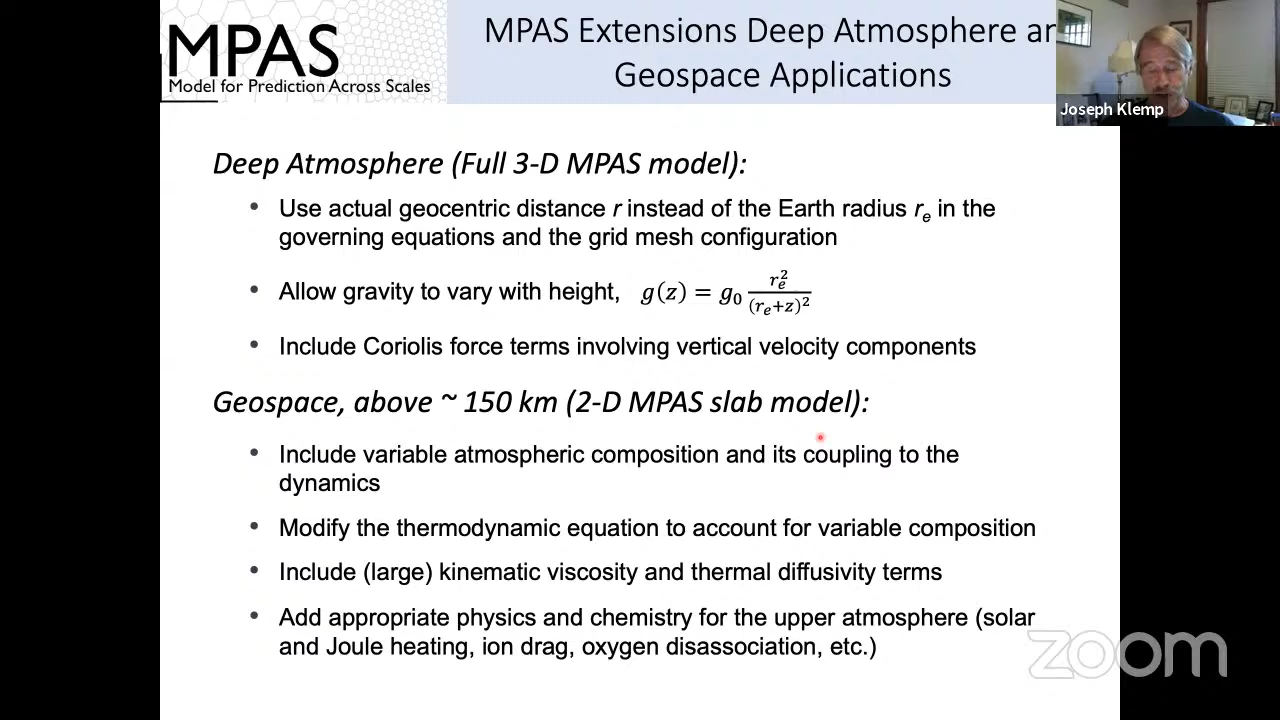 MPAS
Model for Prediction Across Scales
MPAS Extensions Deep Atmosphere an
Geospace Applications
Joseph Klemp
Deep Atmosphere (Full 3-D MPAS model):
• Use actual geocentric distance r instead of the Earth radius rₑ in the
governing equations and the grid mesh configuration
• Allow gravity to vary with height, g(z) = g₀ rₑ²/(rₑ+z)²
• Include Coriolis force terms involving vertical velocity components
Geospace, above ~ 150 km (2-D MPAS slab model):
• Include variable atmospheric composition and its coupling to the
dynamics
• Modify the thermodynamic equation to account for variable composition
• Include (large) kinematic viscosity and thermal diffusivity terms
• Add appropriate physics and chemistry for the upper atmosphere (solar
and Joule heating, ion drag, oxygen disassociation, etc.)
zoom